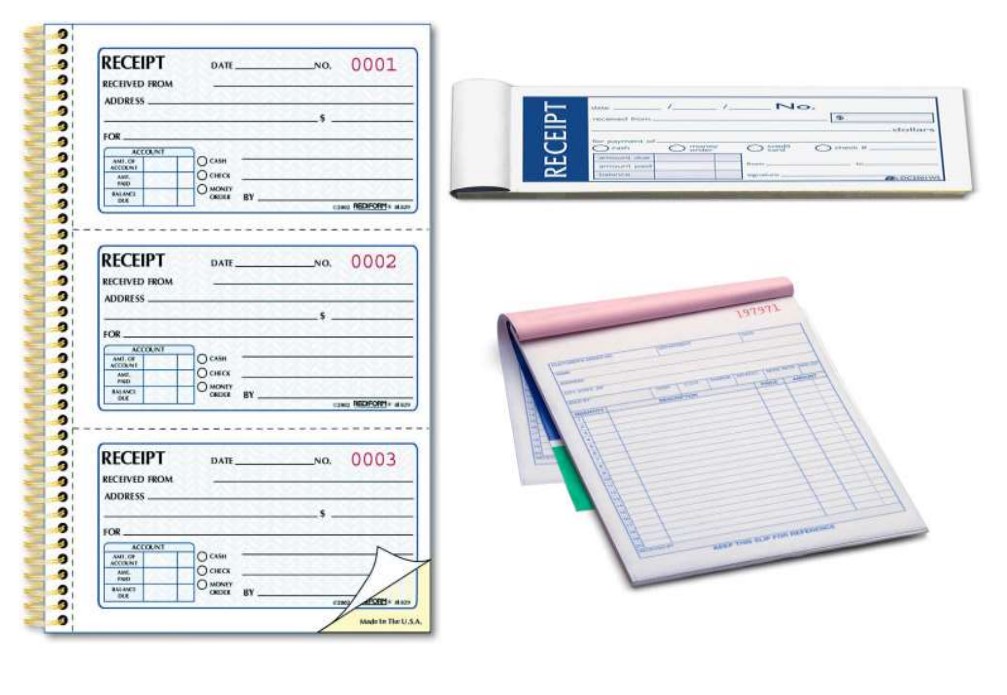 RECEIPT DATE NO. 0001
RECEIVED FROM
ADDRESS
$
FOR
ACCOUNT
AMT. OF ACCOUNT
CASH
AMT. PAID
CHECK
BALANCE DUE
MONEY ORDER
BY
©2002 REDIFORM®
RECEIPT DATE NO. 0002
RECEIVED FROM
ADDRESS
$
FOR
ACCOUNT
AMT. OF ACCOUNT
CASH
AMT. PAID
CHECK
BALANCE DUE
MONEY ORDER
BY
©2002 REDIFORM®
RECEIPT DATE NO. 0003
RECEIVED FROM
ADDRESS
$
FOR
ACCOUNT
AMT. OF ACCOUNT
CASH
AMT. PAID
CHECK
BALANCE DUE
MONEY ORDER
BY
©2002 REDIFORM®
Made In The U.S.A.
RECEIPT
date / / No.
received from $
dollars
for payment of
cash money order credit card check #
amount due
from to
amount paid
balance
signature
197971
DESCRIPTION PRICE AMOUNT
QUANTITY
KEEP THIS SLIP FOR REFERENCE